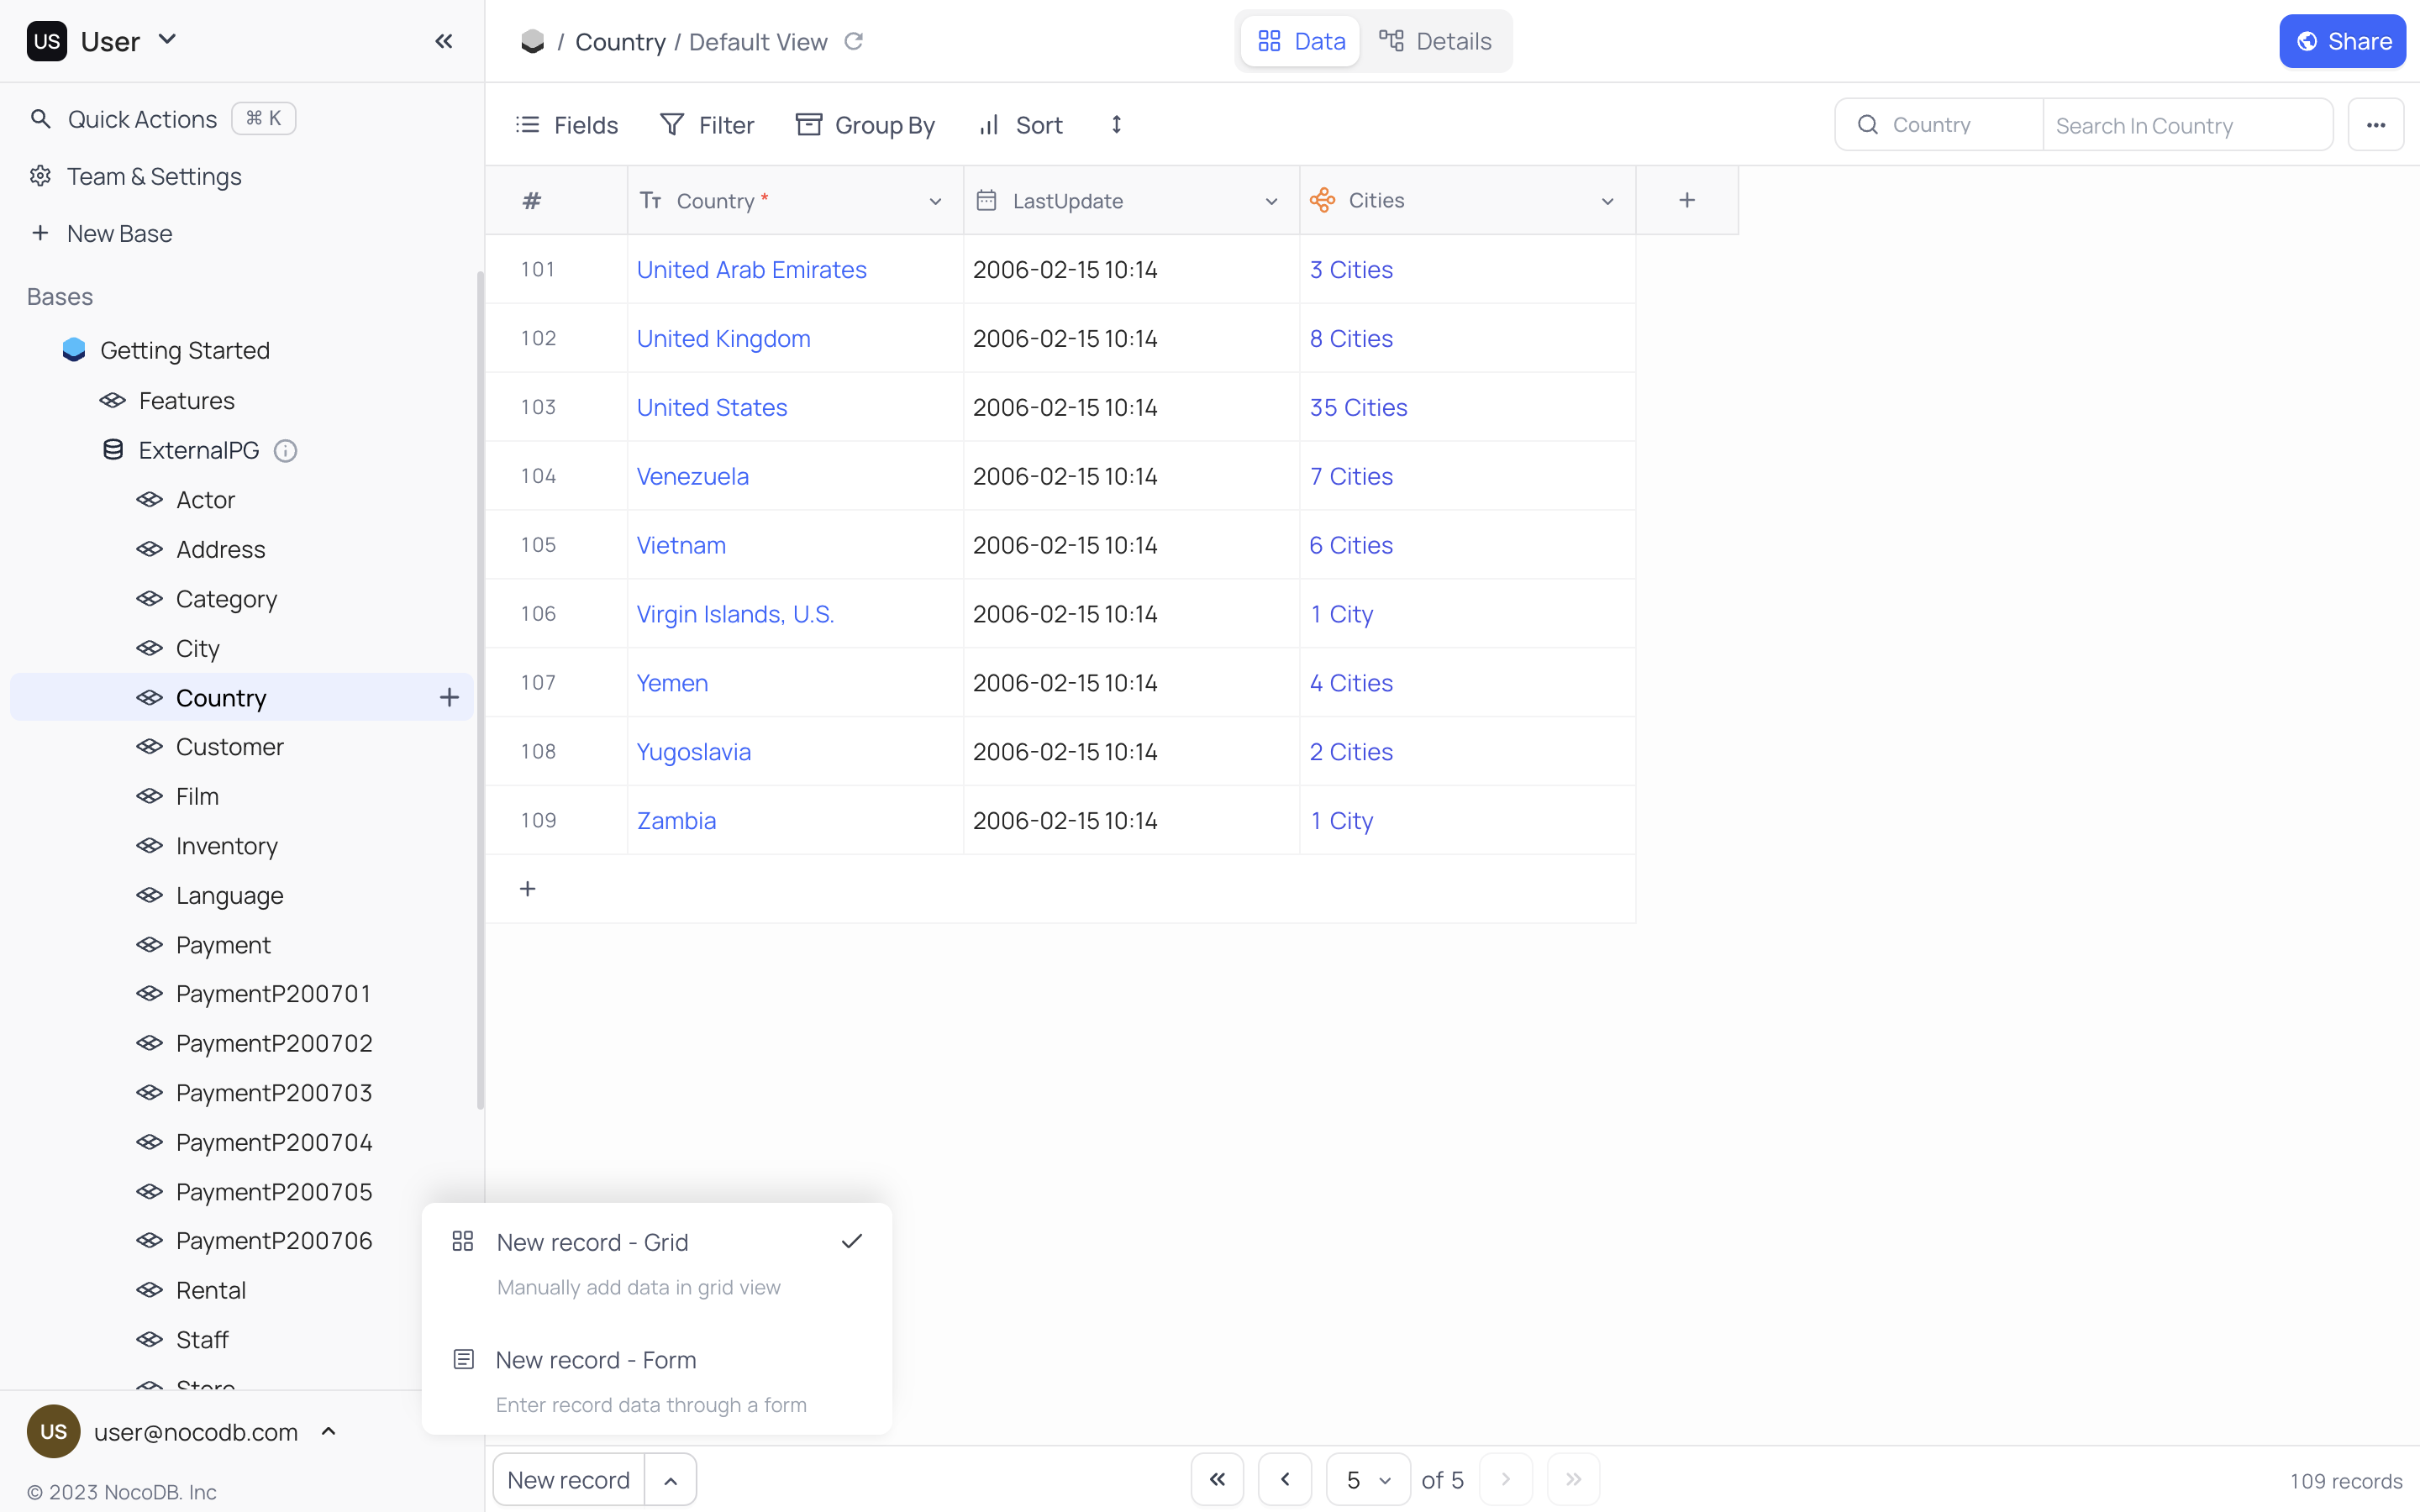 US User
Quick Actions ⌘ K
Team & Settings
New Base
Bases
Getting Started
Features
ExternalPG
Actor
Address
Category
City
Country
Customer
Film
Inventory
Language
Payment
PaymentP200701
PaymentP200702
PaymentP200703
PaymentP200704
PaymentP200705
PaymentP200706
Rental
Staff
Store
US user@nocodb.com
© 2023 NocoDB. Inc
/ Country / Default View
Data Details
Share
Fields Filter Group By Sort
Country Search In Country
# Country * LastUpdate Cities
101 United Arab Emirates 2006-02-15 10:14 3 Cities
102 United Kingdom 2006-02-15 10:14 8 Cities
103 United States 2006-02-15 10:14 35 Cities
104 Venezuela 2006-02-15 10:14 7 Cities
105 Vietnam 2006-02-15 10:14 6 Cities
106 Virgin Islands, U.S. 2006-02-15 10:14 1 City
107 Yemen 2006-02-15 10:14 4 Cities
108 Yugoslavia 2006-02-15 10:14 2 Cities
109 Zambia 2006-02-15 10:14 1 City
New record - Grid
Manually add data in grid view
New record - Form
Enter record data through a form
New record
5 of 5
109 records